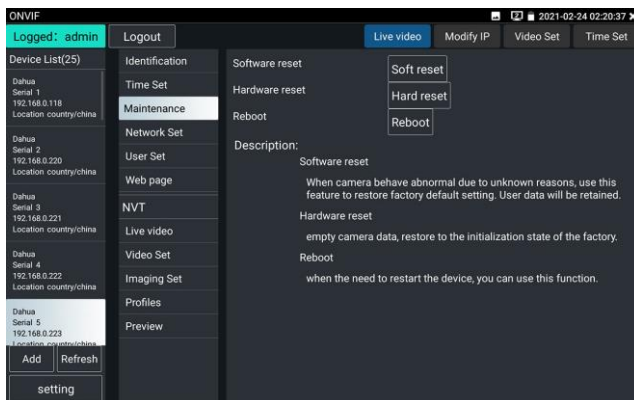 ONVIF
2021-02-24 02:20:37
Logged: admin
Logout
Live video
Modify IP
Video Set
Time Set
Device List(25)
Dahua
Serial 1
192.168.0.118
Location country/china
Dahua
Serial 2
192.168.0.220
Location country/china
Dahua
Serial 3
192.168.0.221
Location country/china
Dahua
Serial 4
192.168.0.222
Location country/china
Dahua
Serial 5
192.168.0.223
Location country/china
Add
Refresh
setting
Identification
Time Set
Maintenance
Network Set
User Set
Web page
NVT
Live video
Video Set
Imaging Set
Profiles
Preview
Software reset
Soft reset
Hardware reset
Hard reset
Reboot
Reboot
Description:
Software reset
When camera behave abnormal due to unknown reasons, use this
feature to restore factory default setting. User data will be retained.
Hardware reset
empty camera data, restore to the initialization state of the factory.
Reboot
when the need to restart the device, you can use this function.